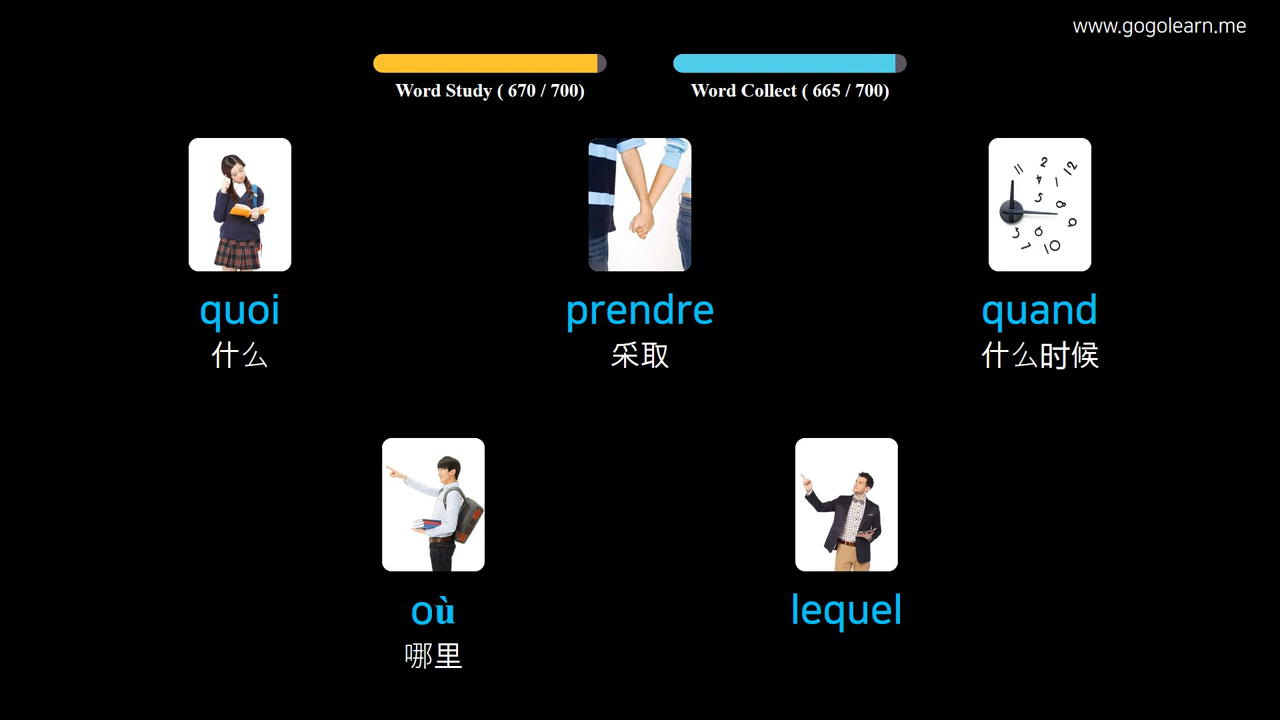 www.gogolearn.me
Word Study ( 670 / 700)
Word Collect ( 665 / 700)
quoi
什么
prendre
采取
quand
什么时候
où
哪里
lequel